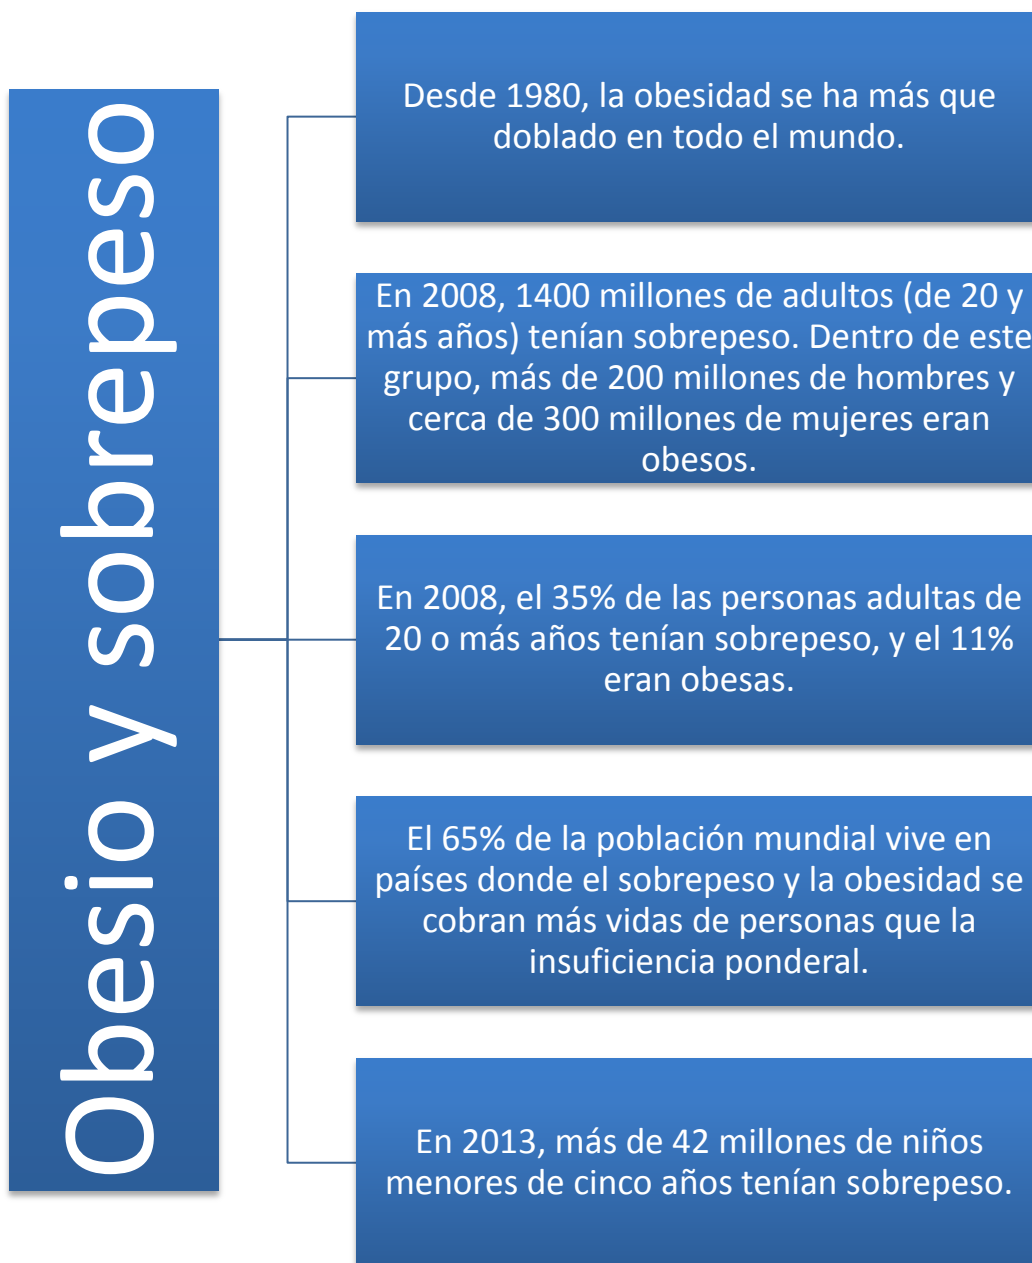 Obesio y sobrepeso
Desde 1980, la obesidad se ha más que
doblado en todo el mundo.
En 2008, 1400 millones de adultos (de 20 y
más años) tenían sobrepeso. Dentro de este
grupo, más de 200 millones de hombres y
cerca de 300 millones de mujeres eran
obesos.
En 2008, el 35% de las personas adultas de
20 o más años tenían sobrepeso, y el 11%
eran obesas.
El 65% de la población mundial vive en
países donde el sobrepeso y la obesidad se
cobran más vidas de personas que la
insuficiencia ponderal.
En 2013, más de 42 millones de niños
menores de cinco años tenían sobrepeso.